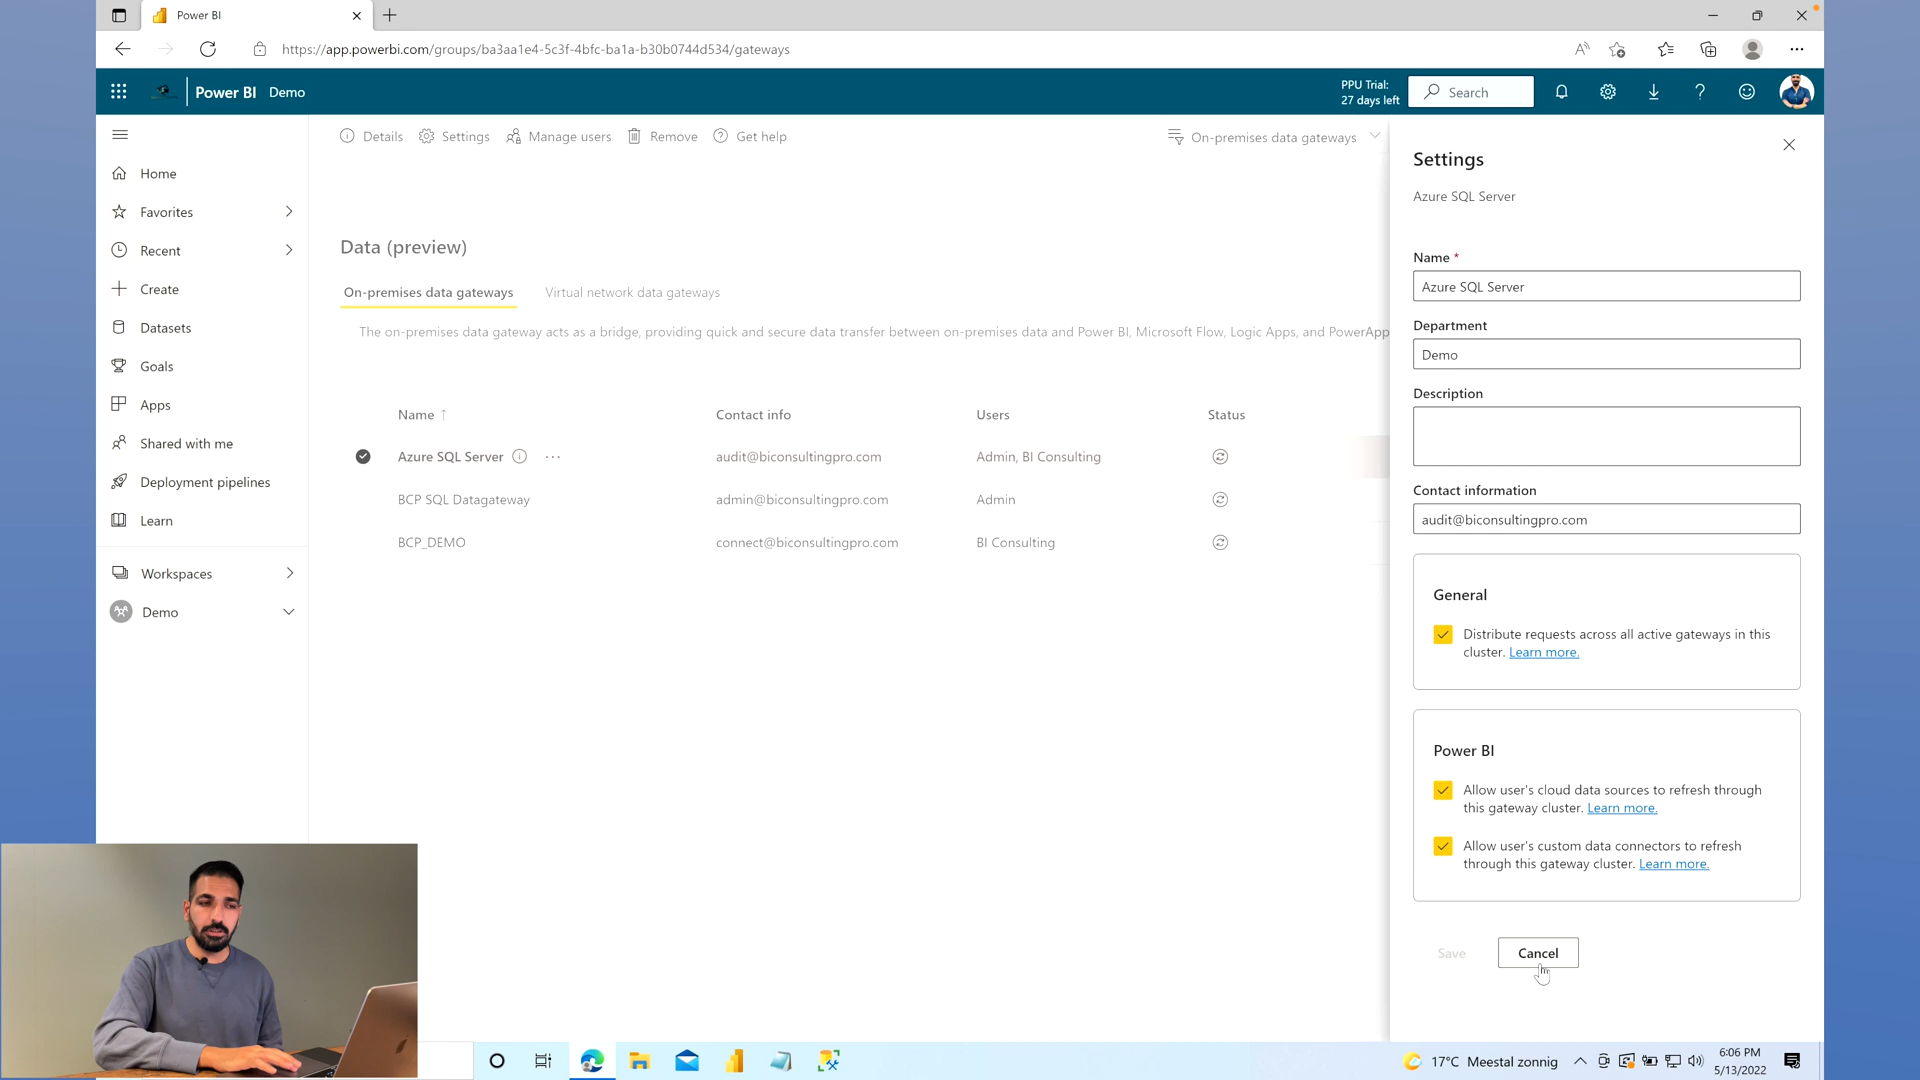 Power BI
https://app.powerbi.com/groups/ba3aa1e4-5c3f-4bfc-ba1a-b30b0744d534/gateways
Power BI Demo
PPU Trial:
27 days left
Search
Details Settings Manage users Remove Get help
On-premises data gateways
Home
Favorites
Recent
Create
Datasets
Goals
Apps
Shared with me
Deployment pipelines
Learn
Workspaces
Demo
Data (preview)
On-premises data gateways Virtual network data gateways
The on-premises data gateway acts as a bridge, providing quick and secure data transfer between on-premises data and Power BI, Microsoft Flow, Logic Apps, and PowerApp
Name ↑ Contact info Users Status
Azure SQL Server audit@biconsultingpro.com Admin, BI Consulting
BCP SQL Datagateway admin@biconsultingpro.com Admin
BCP_DEMO connect@biconsultingpro.com BI Consulting
Settings
Azure SQL Server
Name *
Azure SQL Server
Department
Demo
Description
Contact information
audit@biconsultingpro.com
General
Distribute requests across all active gateways in this
cluster. Learn more.
Power BI
Allow user's cloud data sources to refresh through
this gateway cluster. Learn more.
Allow user's custom data connectors to refresh
through this gateway cluster. Learn more.
Save Cancel
17°C Meestal zonnig
6:06 PM
5/13/2022